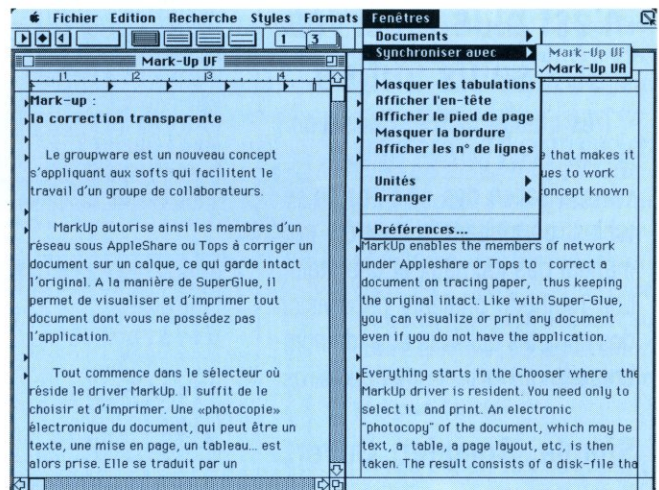 Fichier Edition Recherche Styles Formats Fenêtres
1 3
Documents
Synchroniser avec
Mark-Up VF
✓Mark-Up VA
Masquer les tabulations
Afficher l'en-tête
Afficher le pied de page
Masquer la bordure
Afficher les n° de lignes
Unités
Arranger
Préférences...
Mark-Up VF
1 2 3 4
Mark-up :
la correction transparente
Le groupware est un nouveau concept
s'appliquant aux softs qui facilitent le
travail d'un groupe de collaborateurs.
MarkUp autorise ainsi les membres d'un
réseau sous AppleShare ou Tops à corriger un
document sur un calque, ce qui garde intact
l'original. A la manière de SuperGlue, il
permet de visualiser et d'imprimer tout
document dont vous ne possédez pas
l'application.
Tout commence dans le sélecteur où
réside le driver MarkUp. Il suffit de le
choisir et d'imprimer. Une «photocopie»
électronique du document, qui peut être un
texte, une mise en page, un tableau... est
alors prise. Elle se traduit par un
e that makes it
ues to work
concept known
MarkUp enables the members of network
under Appleshare or Tops to correct a
document on tracing paper, thus keeping
the original intact. Like with Super-Glue,
you can visualize or print any document
even if you do not have the application.
Everything starts in the Chooser where the
MarkUp driver is resident. You need only to
select it and print. An electronic
"photocopy" of the document, which may be
text, a table, a page layout, etc, is then
taken. The result consists of a disk-file tha